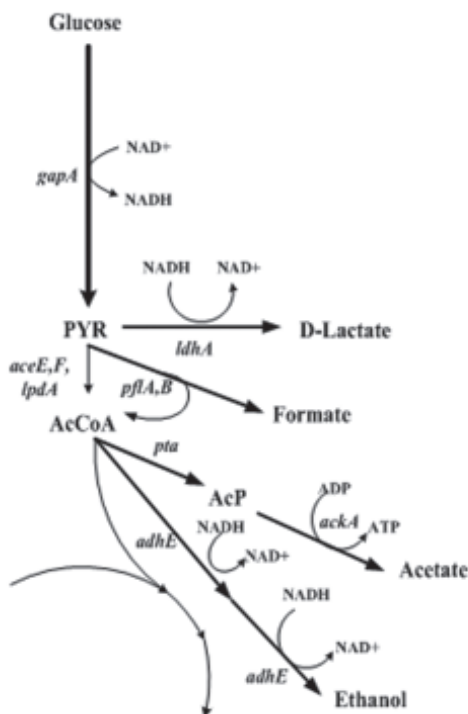 Glucose
NAD+
gapA
NADH
NADH NAD+
PYR D-Lactate
ldhA
aceE,F,
lpdA
pflA,B
Formate
AcCoA
pta
ADP
AcP
ackA
ATP
NADH
adhE
NAD+
Acetate
NADH
NAD+
adhE
Ethanol